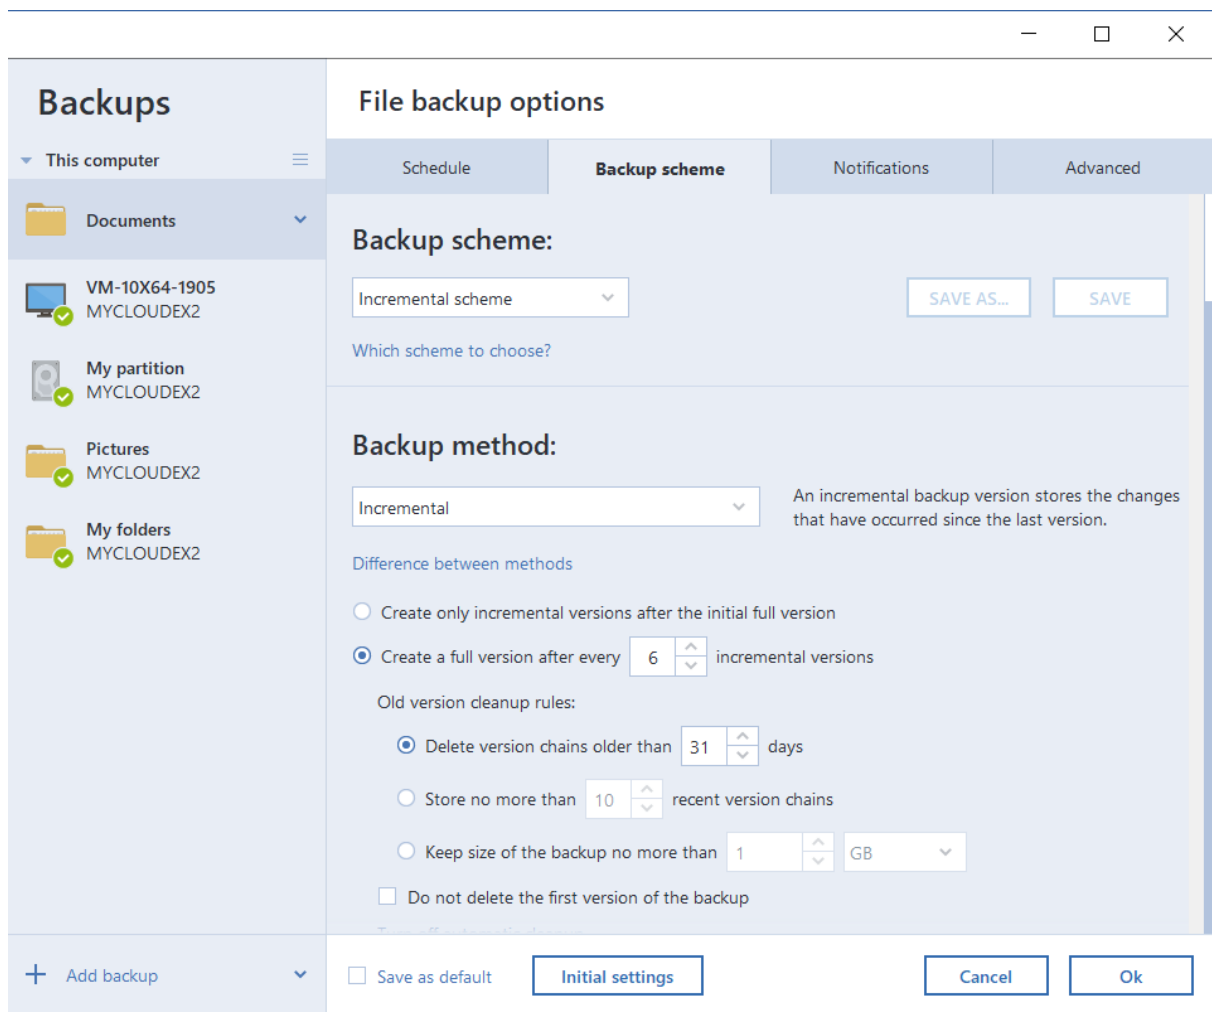 Backups
This computer
Documents
VM-10X64-1905
MYCLOUDEX2
My partition
MYCLOUDEX2
Pictures
MYCLOUDEX2
My folders
MYCLOUDEX2
Add backup
File backup options
Schedule
Backup scheme
Notifications
Advanced
Backup scheme:
Incremental scheme
SAVE AS...
SAVE
Which scheme to choose?
Backup method:
Incremental
An incremental backup version stores the changes
that have occurred since the last version.
Difference between methods
Create only incremental versions after the initial full version
Create a full version after every 6 incremental versions
Old version cleanup rules:
Delete version chains older than 31 days
Store no more than 10 recent version chains
Keep size of the backup no more than 1 GB
Do not delete the first version of the backup
Save as default
Initial settings
Cancel
Ok